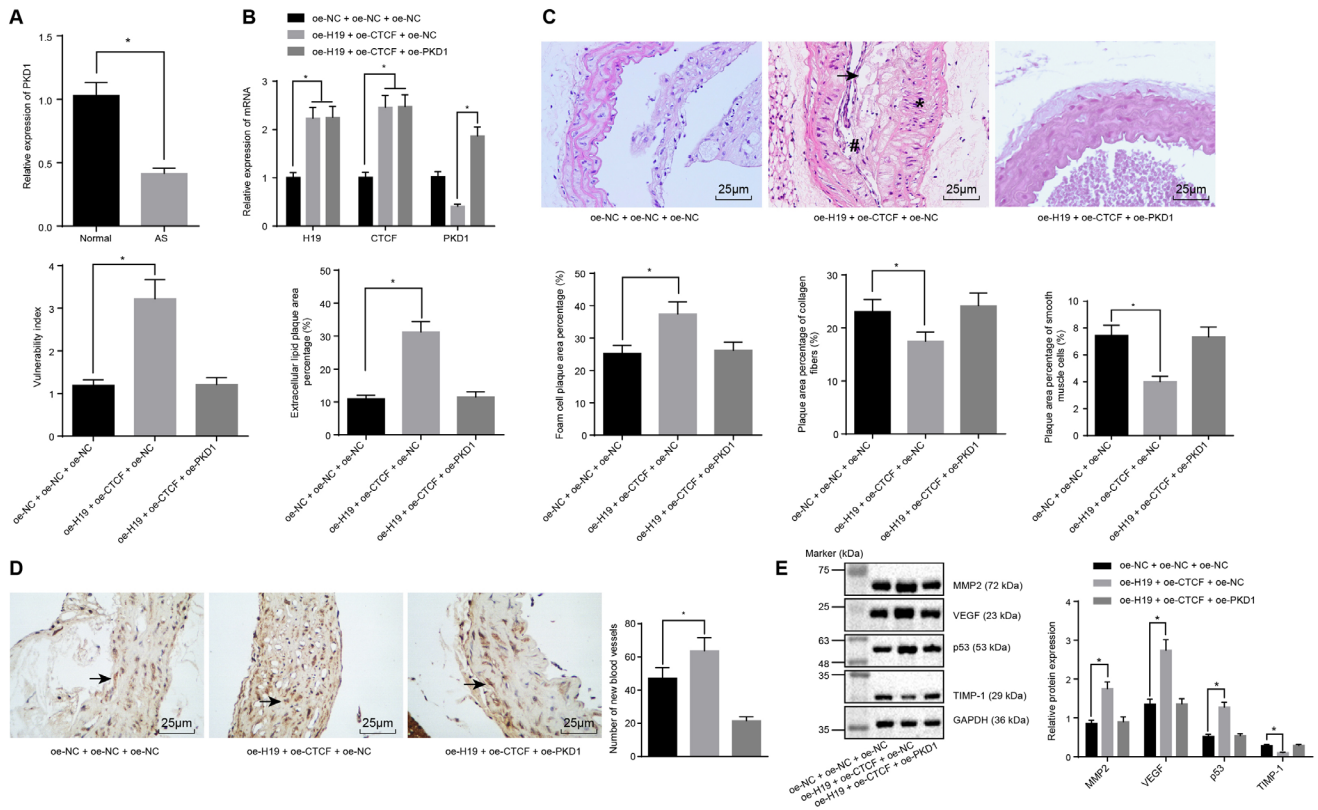 A
Relative expression of PKD1
1.5
1.0
0.5
0.0
*
Normal
AS
B
oe-NC + oe-NC + oe-NC
oe-H19 + oe-CTCF + oe-NC
oe-H19 + oe-CTCF + oe-PKD1
Relative expression of mRNA
3
2
1
0
*
*
*
H19
CTCF
PKD1
C
25μm
oe-NC + oe-NC + oe-NC
*
#
25μm
oe-H19 + oe-CTCF + oe-NC
25μm
oe-H19 + oe-CTCF + oe-PKD1
Vulnerability index
4
3
2
1
0
*
oe-NC + oe-NC + oe-NC
oe-H19 + oe-CTCF + oe-NC
oe-H19 + oe-CTCF + oe-PKD1
Extracellular lipid plaque area
percentage (%)
50
40
30
20
10
0
*
oe-NC + oe-NC + oe-NC
oe-H19 + oe-CTCF + oe-NC
oe-H19 + oe-CTCF + oe-PKD1
Foam cell plaque area percentage (%)
50
40
30
20
10
0
*
oe-NC + oe-NC + oe-NC
oe-H19 + oe-CTCF + oe-NC
oe-H19 + oe-CTCF + oe-PKD1
Plaque area percentage of collagen
fibers (%)
30
20
10
0
*
oe-NC + oe-NC + oe-NC
oe-H19 + oe-CTCF + oe-NC
oe-H19 + oe-CTCF + oe-PKD1
Plaque area percentage of smooth
muscle cells (%)
10
8
6
4
2
0
*
oe-NC + oe-NC + oe-NC
oe-H19 + oe-CTCF + oe-NC
oe-H19 + oe-CTCF + oe-PKD1
D
25μm
oe-NC + oe-NC + oe-NC
25μm
oe-H19 + oe-CTCF + oe-NC
25μm
oe-H19 + oe-CTCF + oe-PKD1
Number of new blood vessels
80
60
40
20
0
*
E
Marker (kDa)
75
MMP2 (72 kDa)
25
VEGF (23 kDa)
63
p53 (53 kDa)
48
35
TIMP-1 (29 kDa)
GAPDH (36 kDa)
35
oe-NC + oe-NC + oe-NC
oe-H19 + oe-CTCF + oe-NC
oe-H19 + oe-CTCF + oe-PKD1
oe-NC + oe-NC + oe-NC
oe-H19 + oe-CTCF + oe-NC
oe-H19 + oe-CTCF + oe-PKD1
Relative protein expression
4
3
2
1
0
*
*
*
*
MMP2
VEGF
p53
TIMP-1